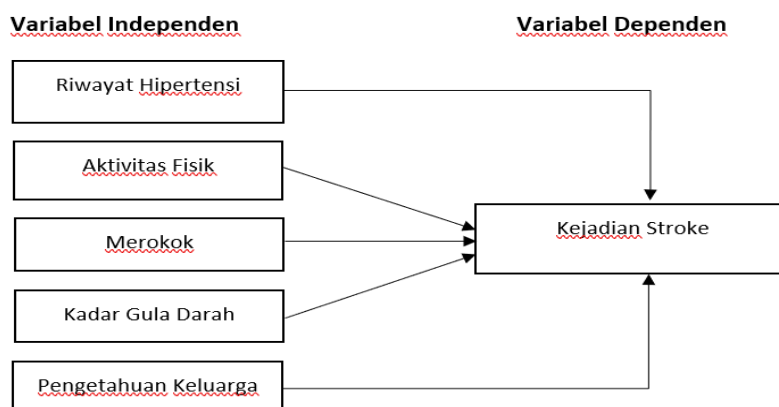 Variabel Independen
Variabel Dependen
Riwayat Hipertensi
Aktivitas Fisik
Merokok
Kejadian Stroke
Kadar Gula Darah
Pengetahuan Keluarga